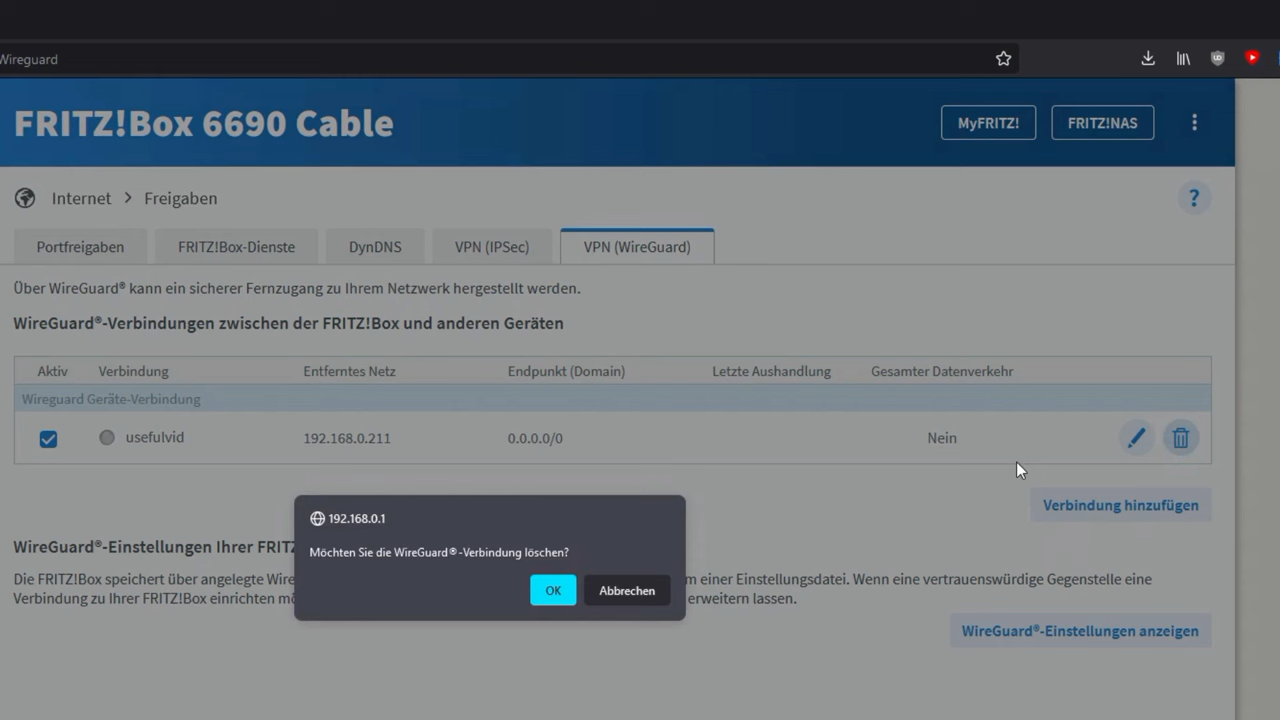 Wireguard
FRITZ!Box 6690 Cable
MyFRITZ!
FRITZ!NAS
Internet > Freigaben
?
Portfreigaben
FRITZ!Box-Dienste
DynDNS
VPN (IPSec)
VPN (WireGuard)
Über WireGuard® kann ein sicherer Fernzugang zu Ihrem Netzwerk hergestellt werden.
WireGuard®-Verbindungen zwischen der FRITZ!Box und anderen Geräten
Aktiv Verbindung Entferntes Netz Endpunkt (Domain) Letzte Aushandlung Gesamter Datenverkehr
Wireguard Geräte-Verbindung
usefulvid 192.168.0.211 0.0.0.0/0 Nein
Verbindung hinzufügen
192.168.0.1
Möchten Sie die WireGuard®-Verbindung löschen?
OK
Abbrechen
WireGuard®-Einstellungen Ihrer FRIT
Die FRITZ!Box speichert über angelegte Wire m einer Einstellungsdatei. Wenn eine vertrauenswürdige Gegenstelle eine
Verbindung zu Ihrer FRITZ!Box einrichten erweitern lassen.
WireGuard®-Einstellungen anzeigen